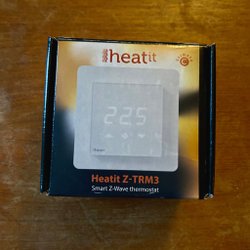 heatit
22.5
Heatit Z-TRM3
Smart Z-Wave thermostat